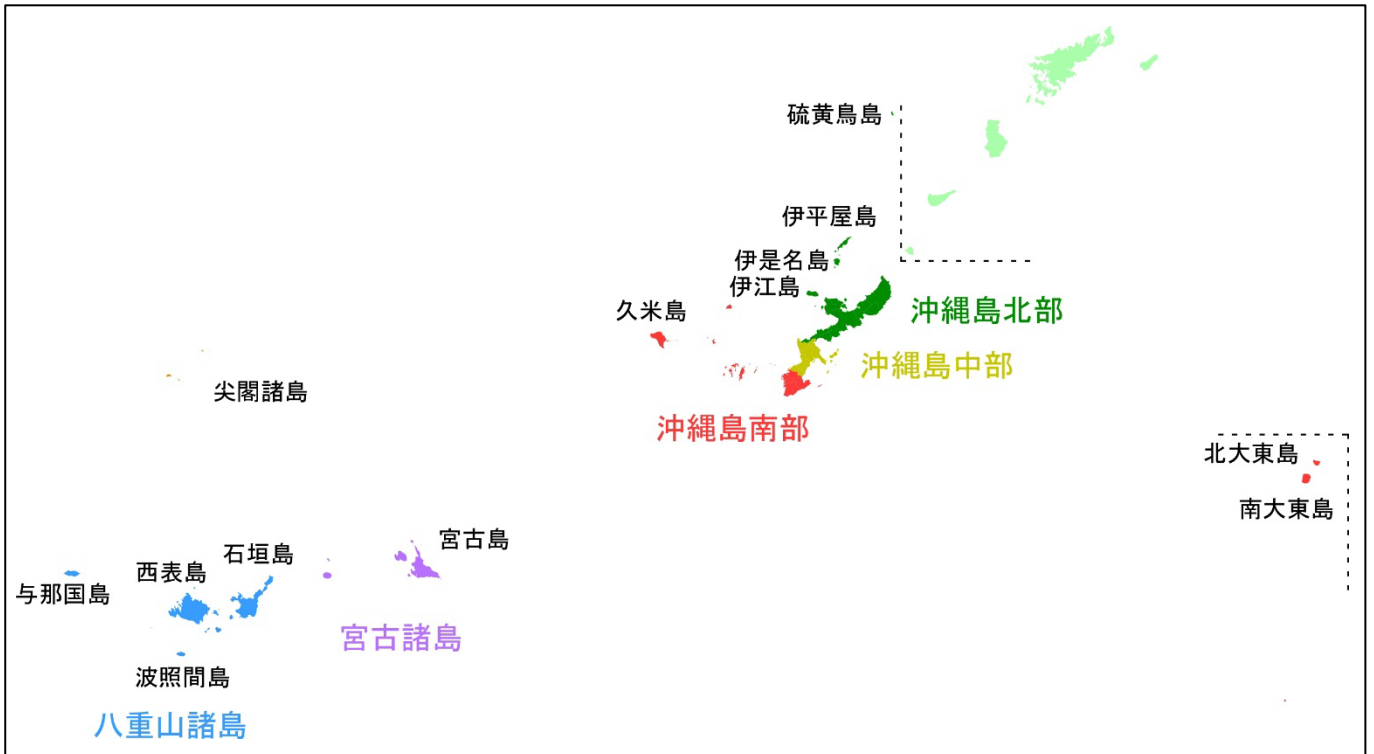 硫黄鳥島
伊平屋島
伊是名島
伊江島
久米島
沖縄島北部
沖縄島中部
尖閣諸島
沖縄島南部
北大東島
南大東島
宮古島
石垣島
西表島
与那国島
宮古諸島
波照間島
八重山諸島